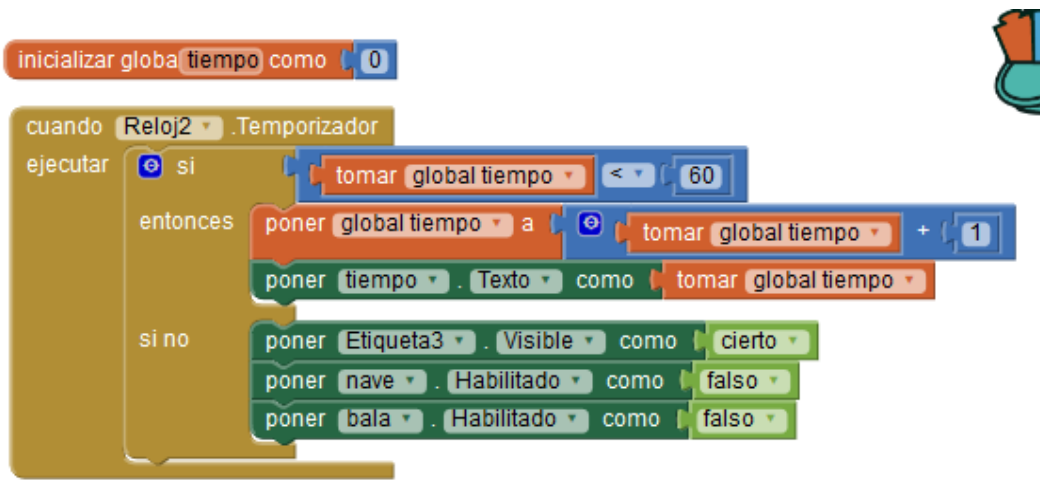 inicializar globa tiempo como 0
cuando Reloj2 .Temporizador
ejecutar si tomar global tiempo < 60
entonces poner global tiempo a tomar global tiempo + 1
poner tiempo . Texto como tomar global tiempo
si no poner Etiqueta3 . Visible como cierto
poner nave . Habilitado como falso
poner bala . Habilitado como falso